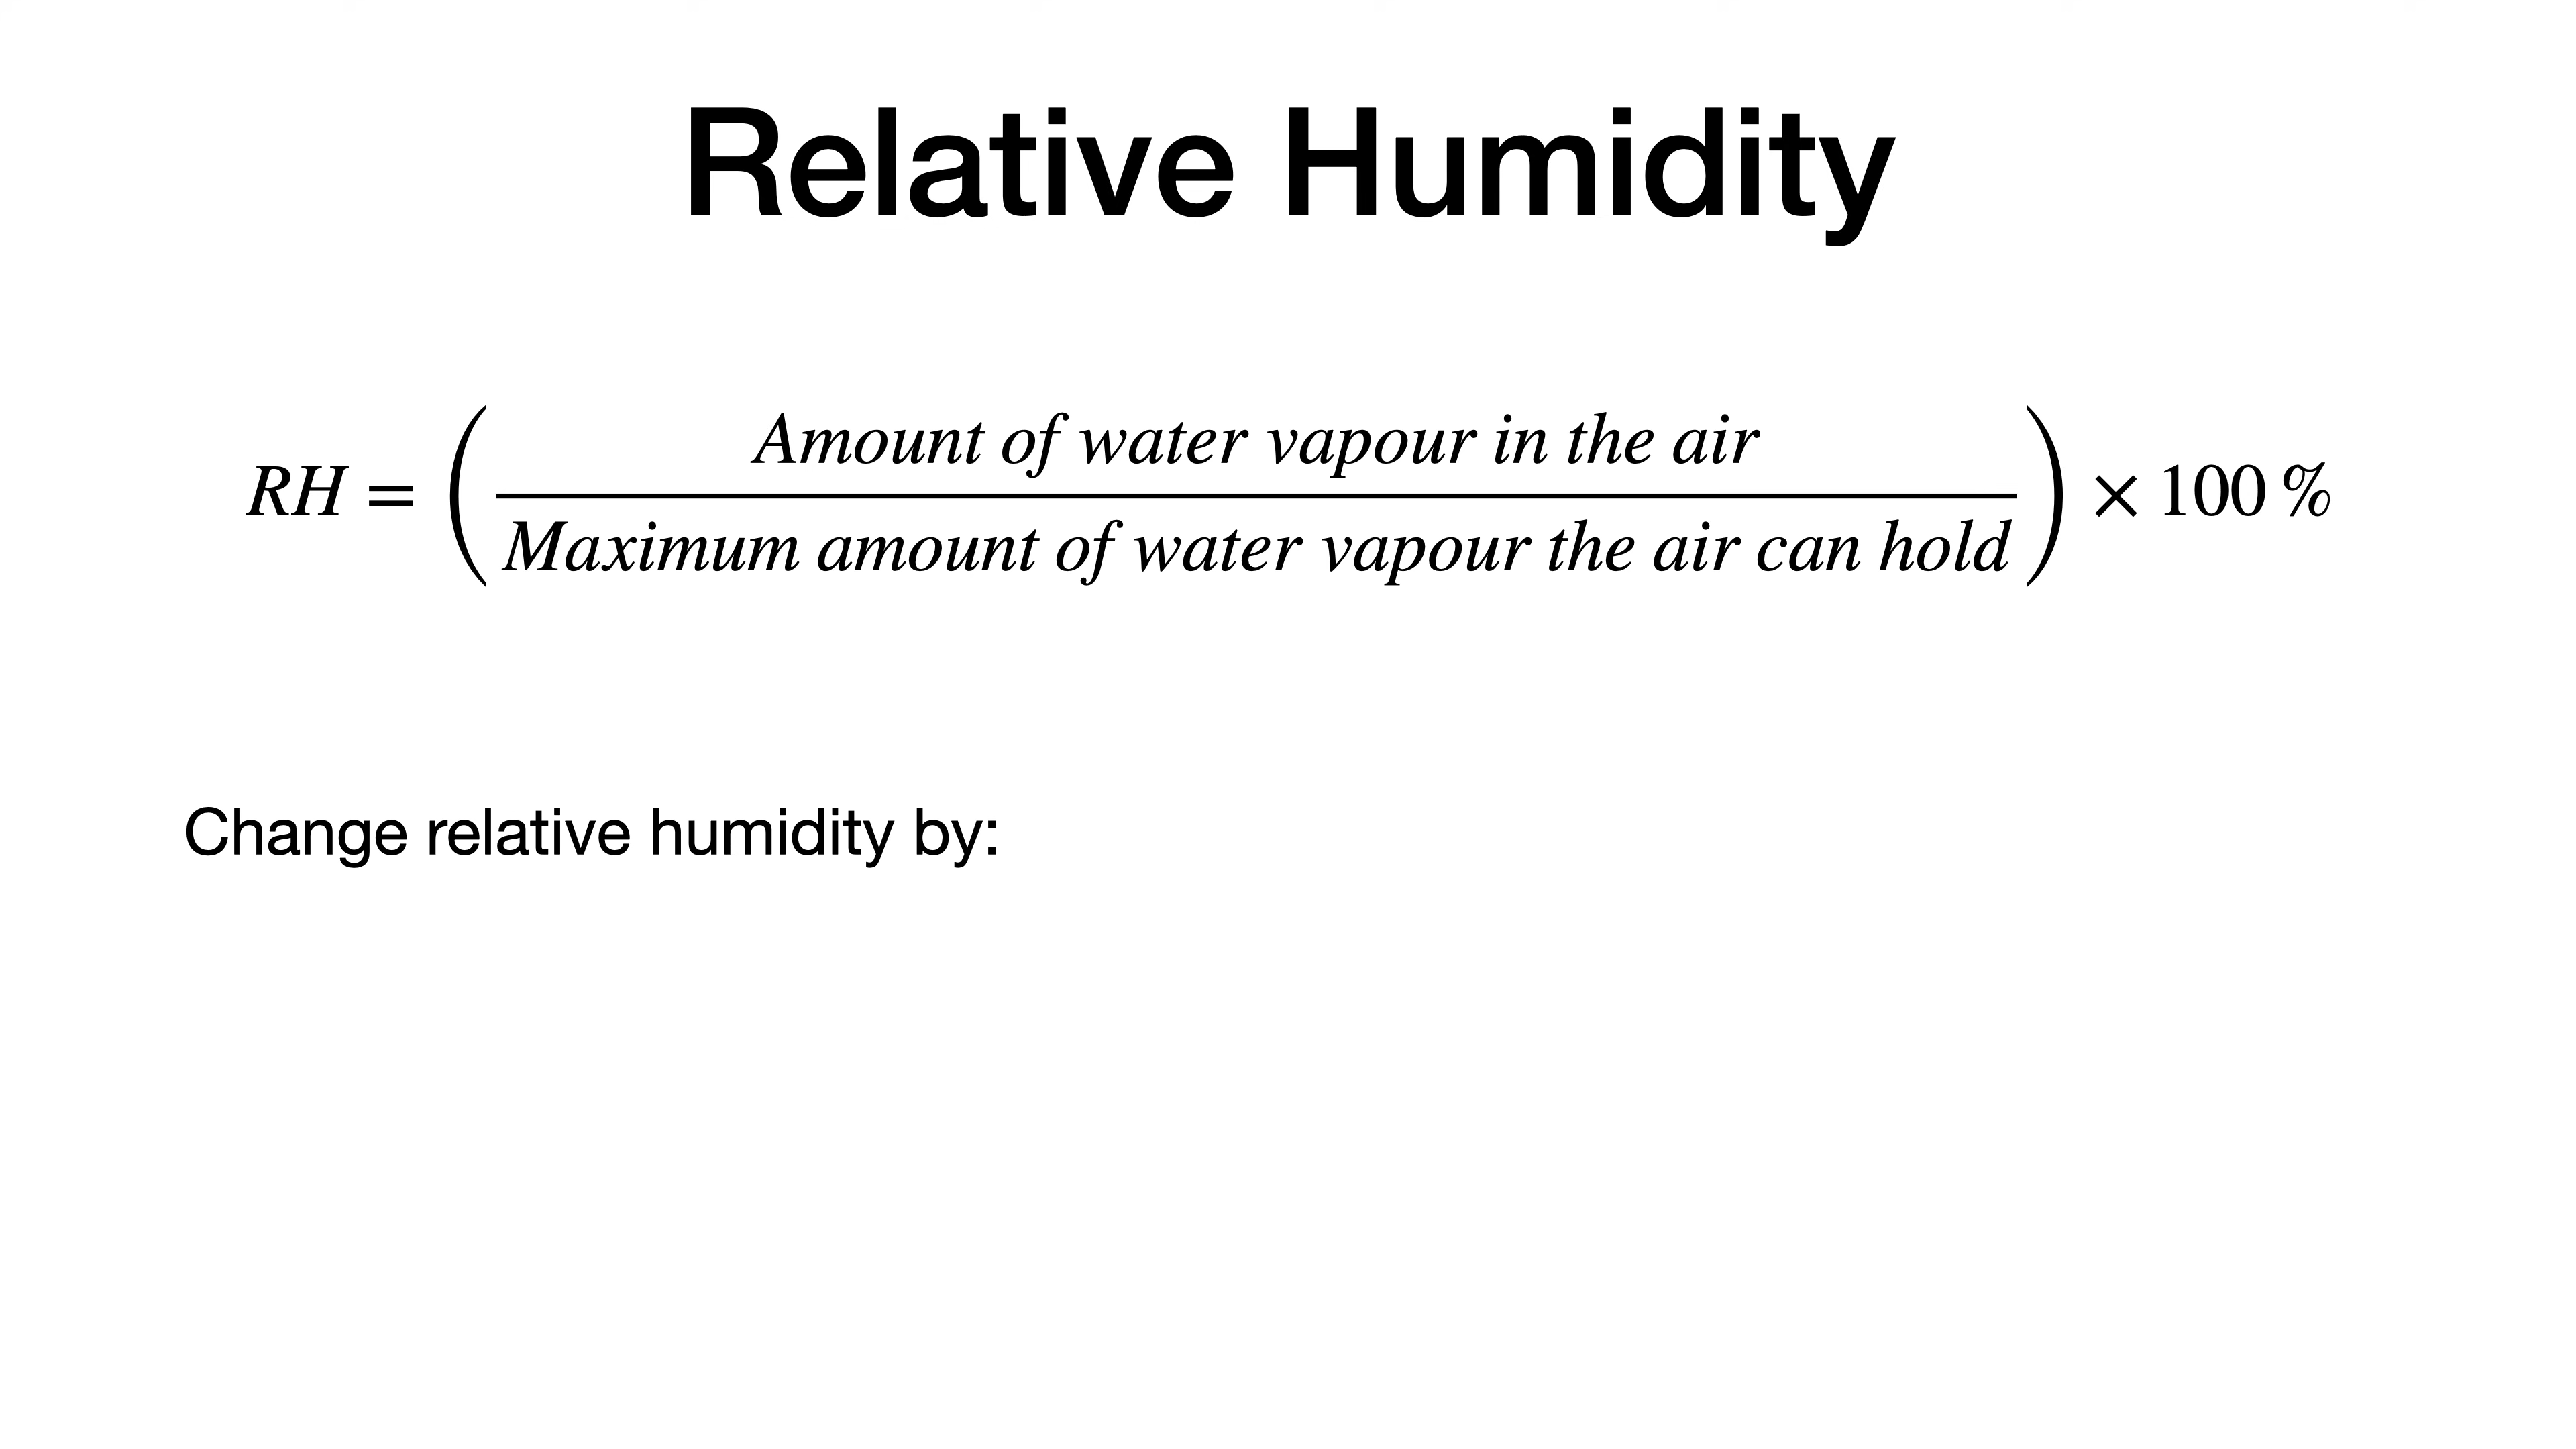 Relative Humidity
RH = ( Amount of water vapour in the air / Maximum amount of water vapour the air can hold ) × 100 %
Change relative humidity by: